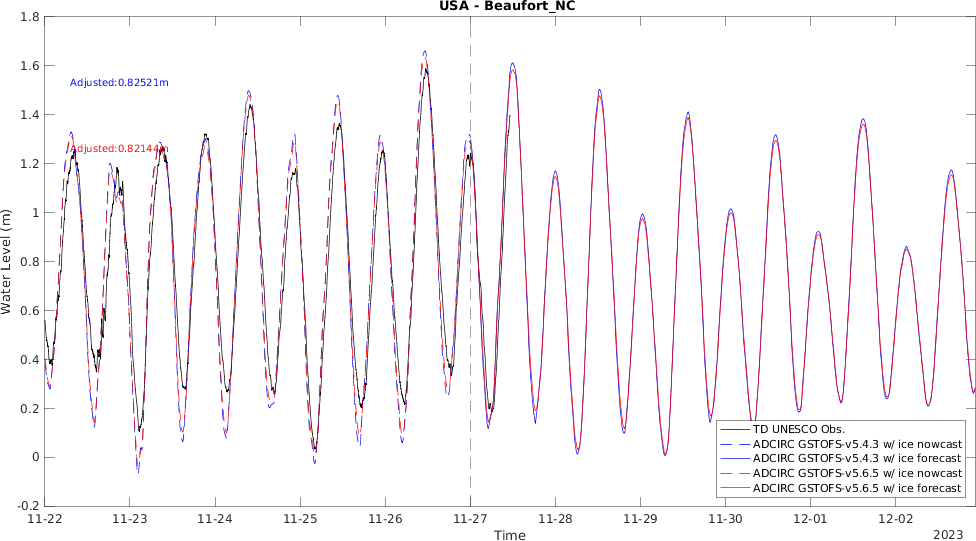 USA - Beaufort_NC
1.8
1.6
1.4
1.2
1
0.8
0.6
0.4
0.2
0
-0.2
Water Level (m)
Adjusted:0.82521m
Adjusted:0.82144m
TD UNESCO Obs.
ADCIRC GSTOFS-v5.4.3 w/ ice nowcast
ADCIRC GSTOFS-v5.4.3 w/ ice forecast
ADCIRC GSTOFS-v5.6.5 w/ ice nowcast
ADCIRC GSTOFS-v5.6.5 w/ ice forecast
11-22 11-23 11-24 11-25 11-26 11-27 11-28 11-29 11-30 12-01 12-02
Time
2023